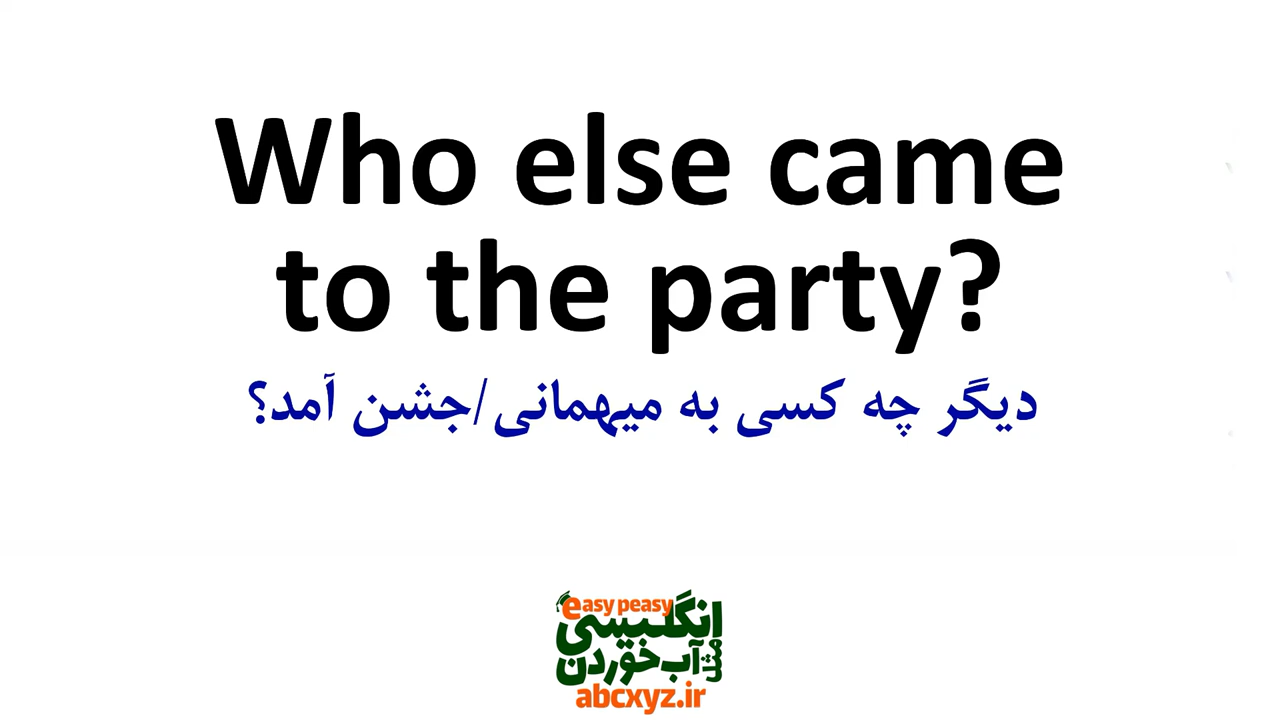 Who else came
to the party?
دیگر چه کسی به میهمانی/جشن آمد؟
easy peasy
انگلیسی
مثل
آب خوردن
abcxyz.ir